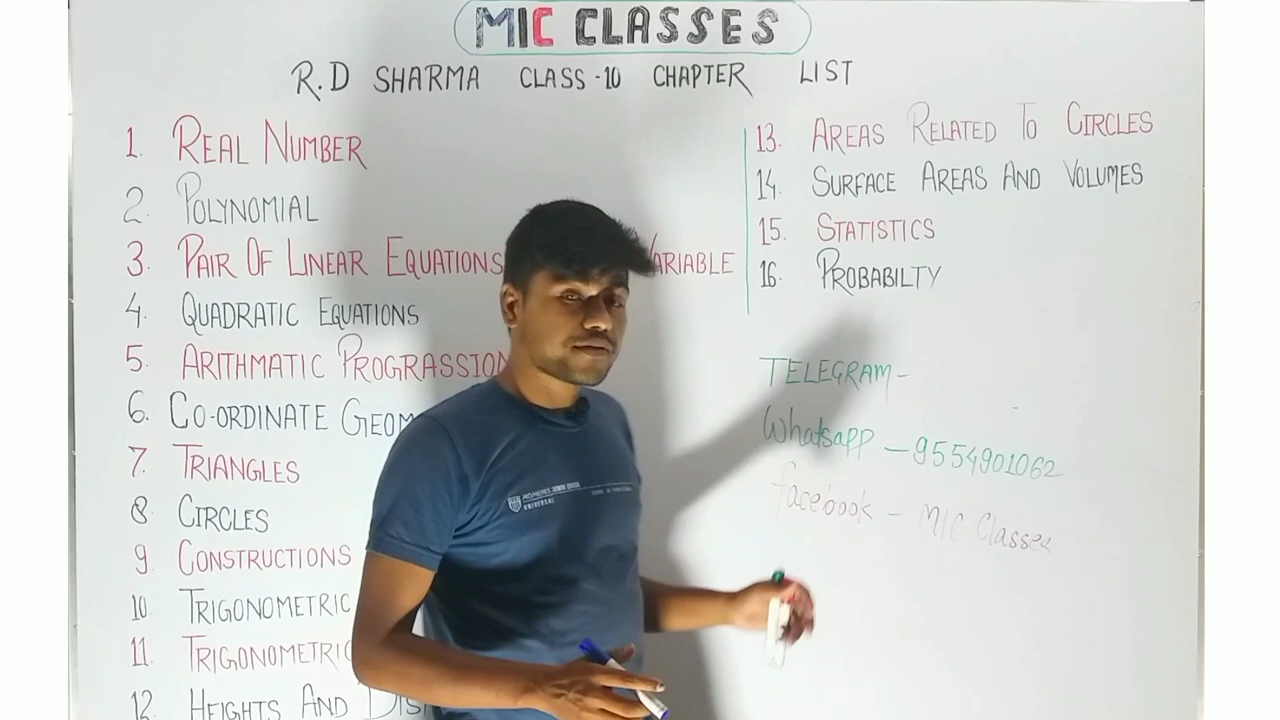 MIC CLASSES
R.D SHARMA CLASS-10 CHAPTER LIST
1. REAL NUMBER
2. POLYNOMIAL
3. PAIR OF LINEAR EQUATIONS VARIABLE
4. QUADRATIC EQUATIONS
5. ARITHMATIC PROGRASSION
6. CO-ORDINATE GEOM
7. TRIANGLES
8 CIRCLES
9. CONSTRUCTIONS
10. TRIGONOMETRIC
11. TRIGONOMETRIC
12. HEIGHTS AND DIS
13. AREAS RELATED TO CIRCLES
14. SURFACE AREAS AND VOLUMES
15. STATISTICS
16. PROBABILTY
TELEGRAM-
Whatsapp - 9554901062
facebook - MIC Classes
UNIVERSAL